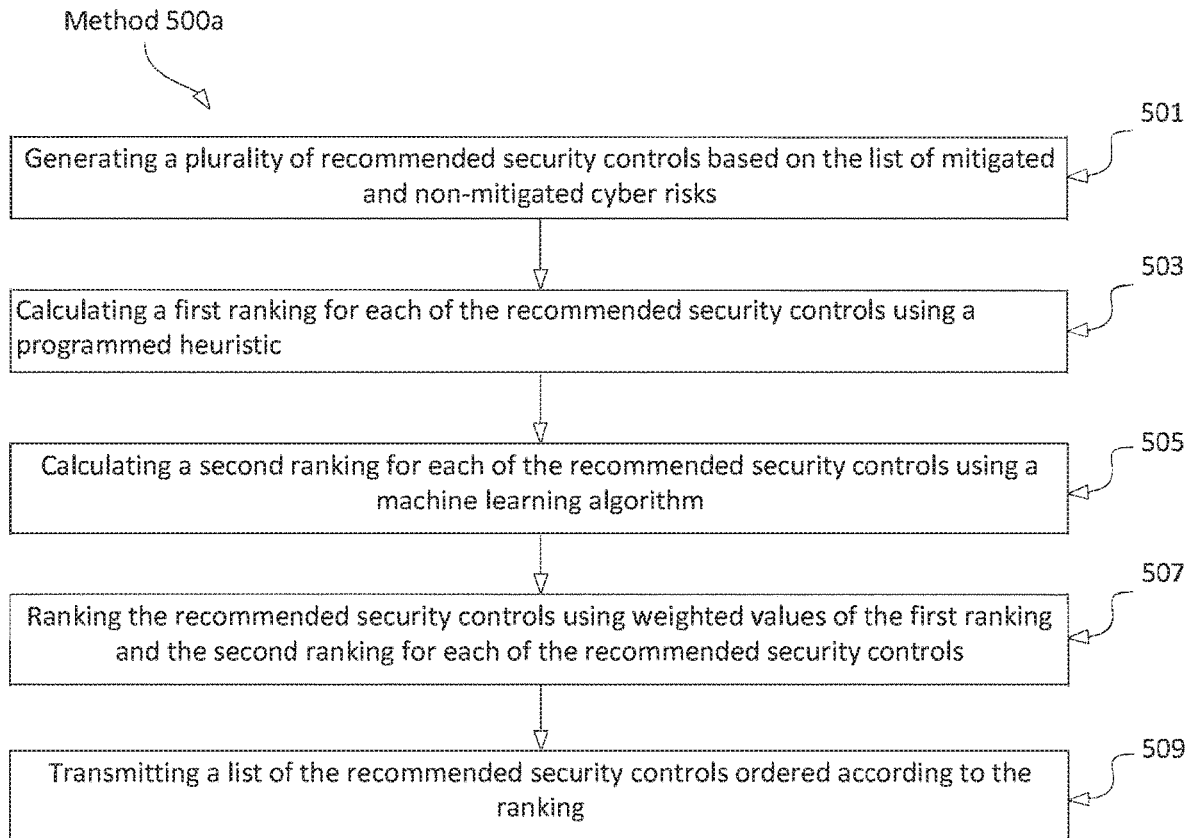 Method 500a
501
Generating a plurality of recommended security controls based on the list of mitigated
and non-mitigated cyber risks
503
Calculating a first ranking for each of the recommended security controls using a
programmed heuristic
505
Calculating a second ranking for each of the recommended security controls using a
machine learning algorithm
507
Ranking the recommended security controls using weighted values of the first ranking
and the second ranking for each of the recommended security controls
509
Transmitting a list of the recommended security controls ordered according to the
ranking